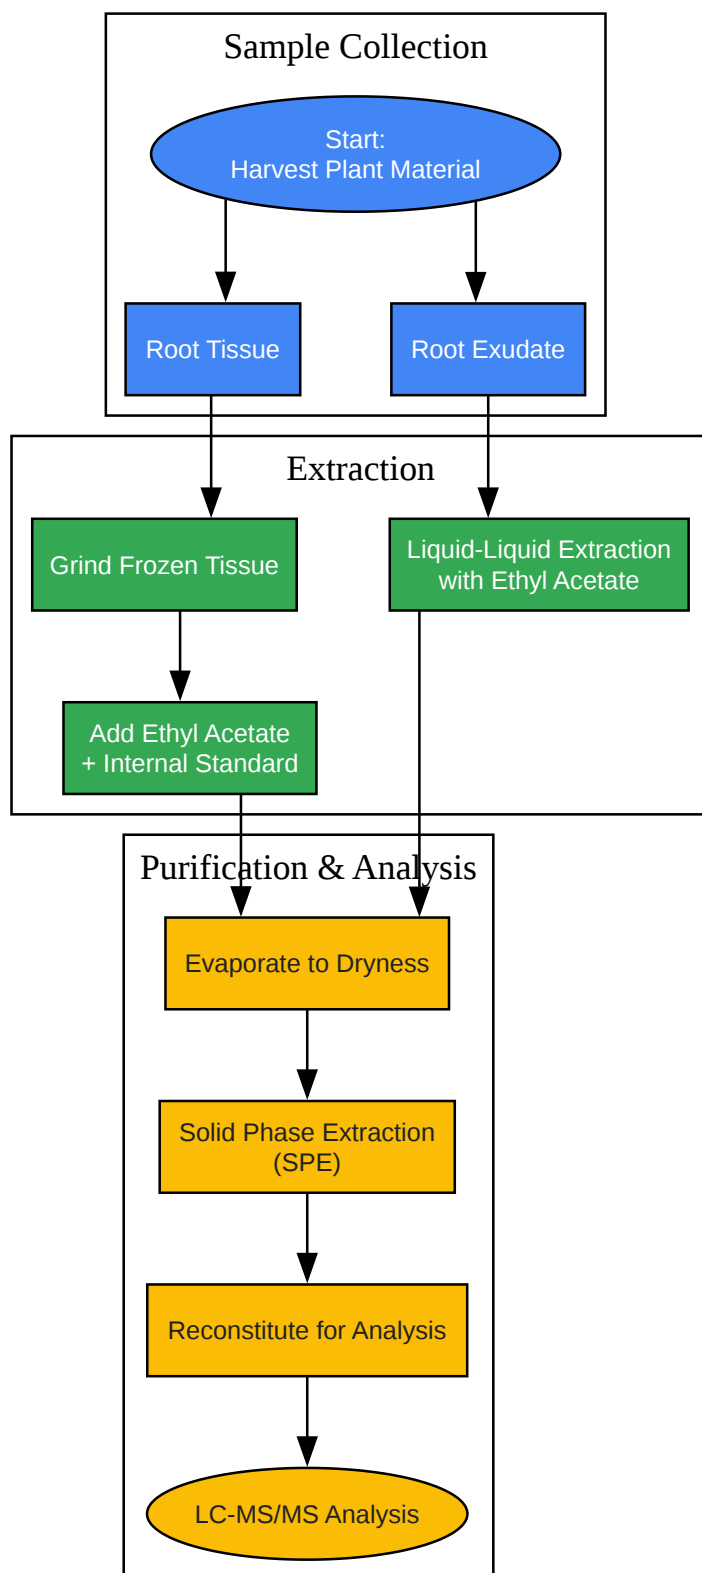 Sample Collection
Start:
Harvest Plant Material
Root Tissue
Root Exudate
Extraction
Grind Frozen Tissue
Liquid-Liquid Extraction
with Ethyl Acetate
Add Ethyl Acetate
+ Internal Standard
Purification & Analysis
Evaporate to Dryness
Solid Phase Extraction
(SPE)
Reconstitute for Analysis
LC-MS/MS Analysis